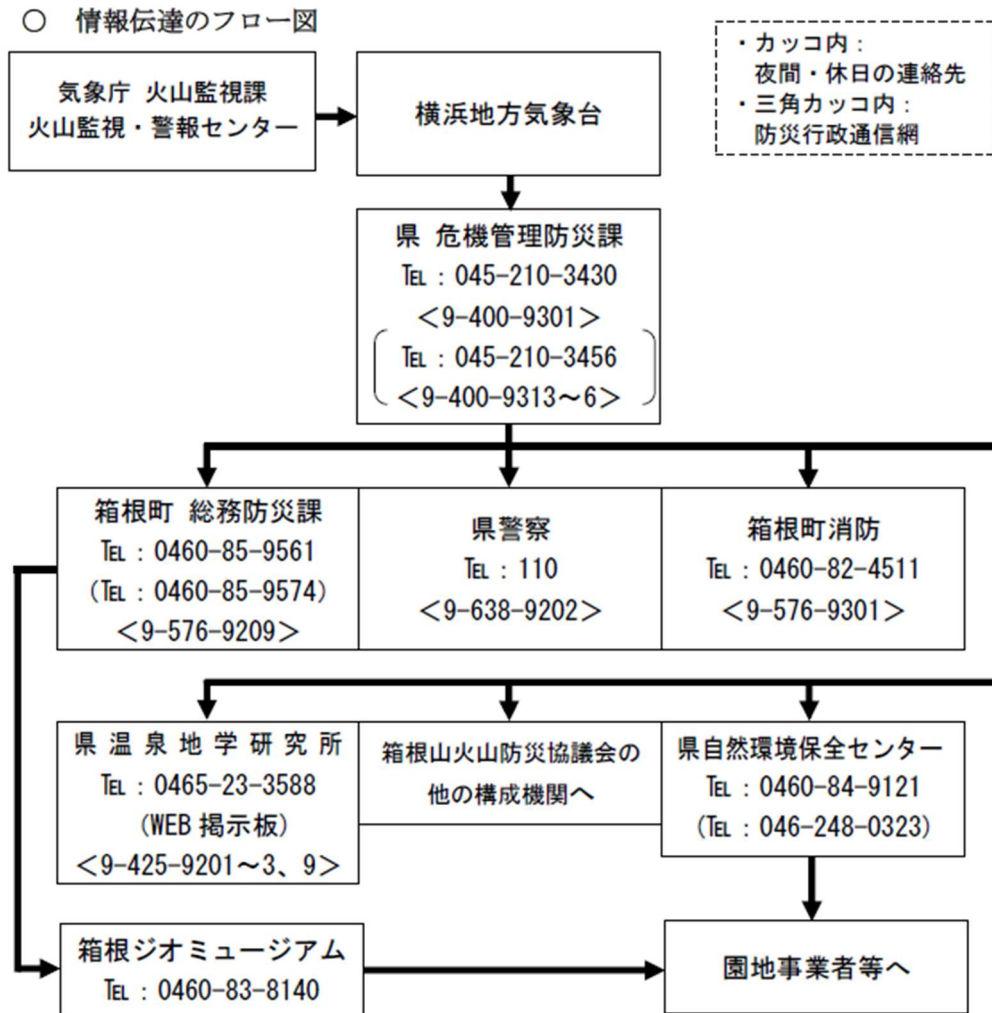 ○ 情報伝達のフロー図
気象庁 火山監視課
火山監視・警報センター
横浜地方気象台
・カッコ内：
夜間・休日の連絡先
・三角カッコ内：
防災行政通信網
県 危機管理防災課
℡：045-210-3430
＜9-400-9301＞
℡：045-210-3456
＜9-400-9313～6＞
箱根町 総務防災課
℡：0460-85-9561
（℡：0460-85-9574）
＜9-576-9209＞
県警察
℡：110
＜9-638-9202＞
箱根町消防
℡：0460-82-4511
＜9-576-9301＞
県 温 泉 地 学 研 究 所
℡：0465-23-3588
（WEB 掲示板）
＜9-425-9201～3、9＞
箱根山火山防災協議会の
他の構成機関へ
県自然環境保全センター
℡：0460-84-9121
（℡：046-248-0323）
箱根ジオミュージアム
℡：0460-83-8140
園地事業者等へ